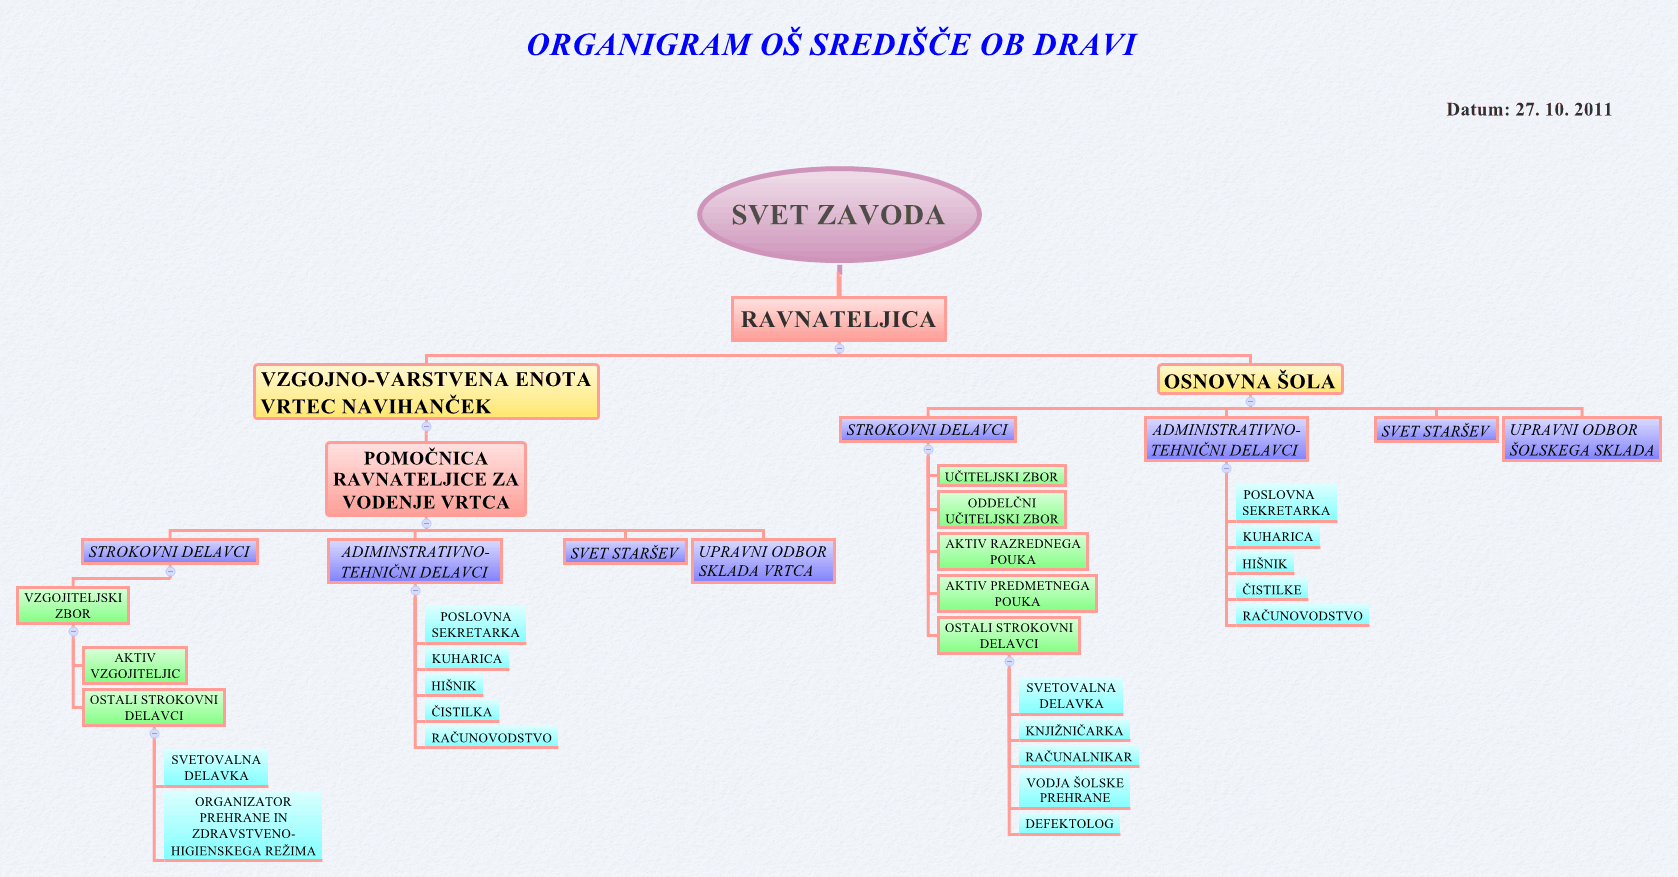 ORGANIGRAM OŠ SREDIŠČE OB DRAVI
Datum: 27. 10. 2011
SVET ZAVODA
RAVNATELJICA
VZGOJNO-VARSTVENA ENOTA
VRTEC NAVIHANČEK
POMOČNICA
RAVNATELJICE ZA
VODENJE VRTCA
STROKOVNI DELAVCI
VZGOJITELJSKI
ZBOR
AKTIV
VZGOJITELJIC
OSTALI STROKOVNI
DELAVCI
SVETOVALNA
DELAVKA
ORGANIZATOR
PREHRANE IN
ZDRAVSTVENO-
HIGIENSKEGA REŽIMA
ADIMINSTRATIVNO-
TEHNIČNI DELAVCI
POSLOVNA
SEKRETARKA
KUHARICA
HIŠNIK
ČISTILKA
RAČUNOVODSTVO
SVET STARŠEV
UPRAVNI ODBOR
SKLADA VRTCA
OSNOVNA ŠOLA
STROKOVNI DELAVCI
UČITELJSKI ZBOR
ODDELČNI
UČITELJSKI ZBOR
AKTIV RAZREDNEGA
POUKA
AKTIV PREDMETNEGA
POUKA
OSTALI STROKOVNI
DELAVCI
SVETOVALNA
DELAVKA
KNJIŽNIČARKA
RAČUNALNIKAR
VODJA ŠOLSKE
PREHRANE
DEFEKTOLOG
ADMINISTRATIVNO-
TEHNIČNI DELAVCI
POSLOVNA
SEKRETARKA
KUHARICA
HIŠNIK
ČISTILKE
RAČUNOVODSTVO
SVET STARŠEV
UPRAVNI ODBOR
ŠOLSKEGA SKLADA